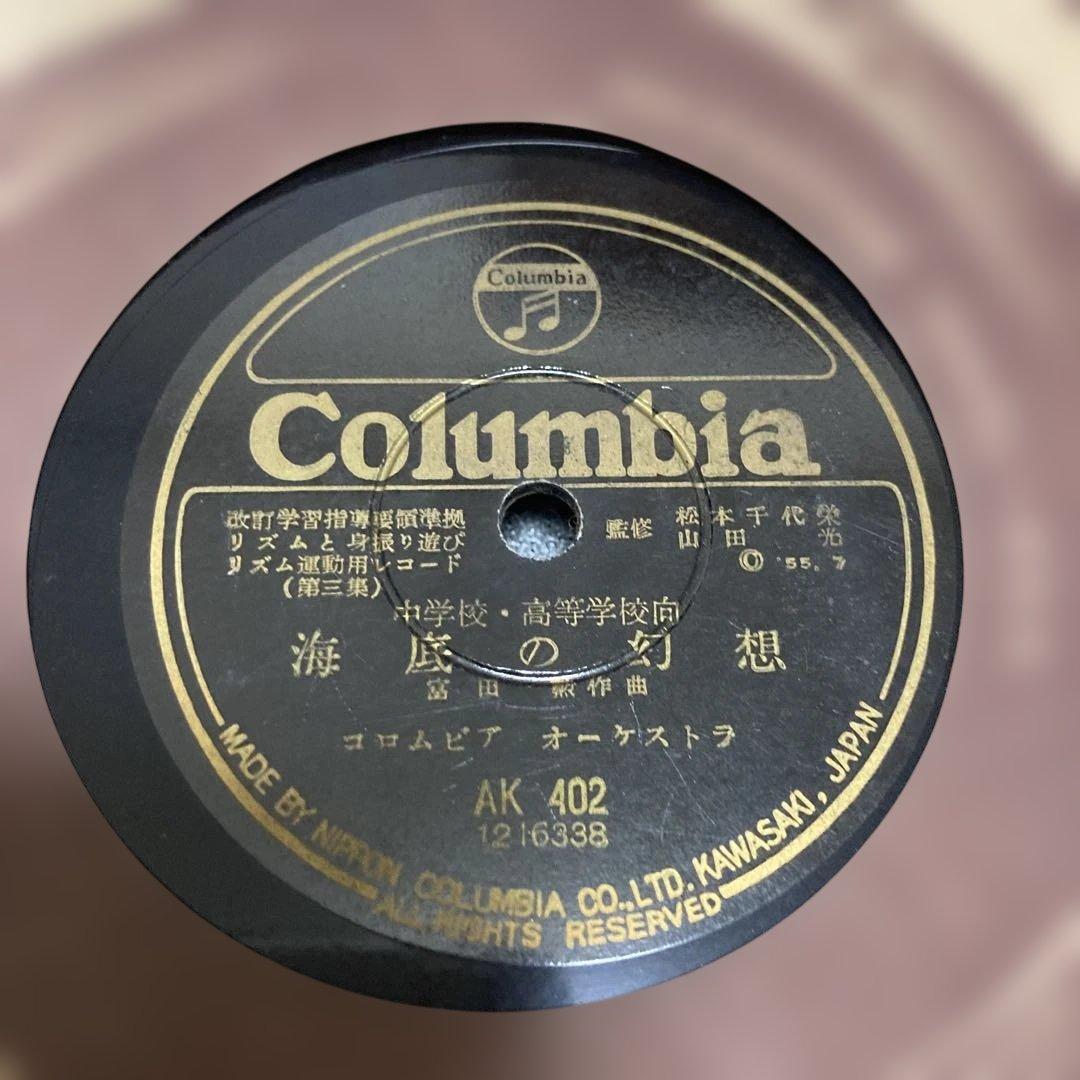 Columbia
Columbia
改訂学習指導要領準拠
リズムと身振り遊び
リズム運動用レコード
(第三集)
監修 松本千代栄
山田 光
Ⓒ '55.7
中学校・高等学校向
海底の幻想
富田 勲作曲
コロムビア オーケストラ
AK 402
1216338
MADE BY NIPPON COLUMBIA CO.,LTD. KAWASAKI, JAPAN
ALL RIGHTS RESERVED